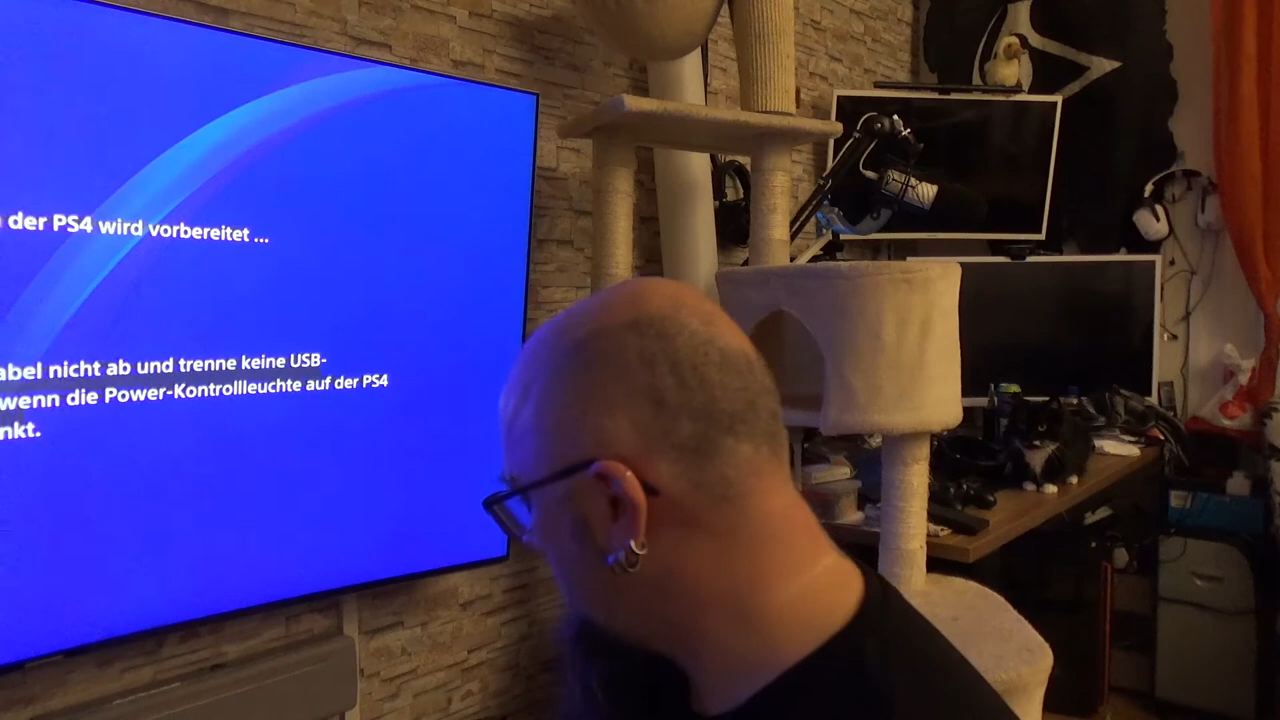 der PS4 wird vorbereitet ...
abel nicht ab und trenne keine USB-
wenn die Power-Kontrollleuchte auf der PS4
nkt.